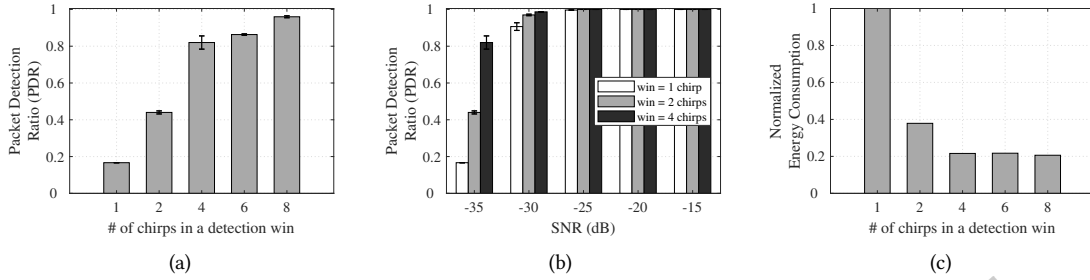 1
0.8
0.6
0.4
0.2
0
Packet Detection
Ratio (PDR)
1 2 4 6 8
# of chirps in a detection win
(a)
1
0.8
0.6
0.4
0.2
0
Packet Detection
Ratio (PDR)
win = 1 chirp
win = 2 chirps
win = 4 chirps
-35 -30 -25 -20 -15
SNR (dB)
(b)
1
0.8
0.6
0.4
0.2
0
Normalized
Energy Consumption
1 2 4 6 8
# of chirps in a detection win
(c)